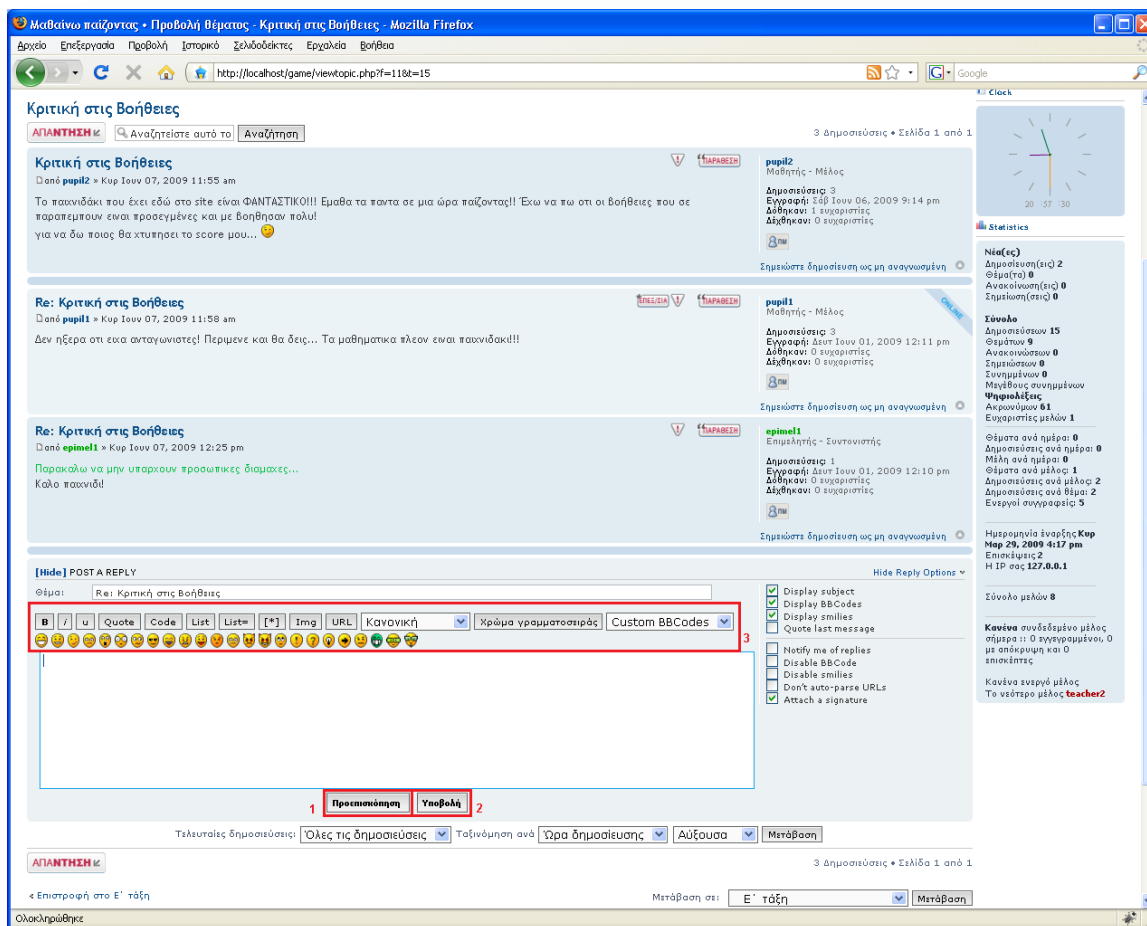 Μαθαίνω παίζοντας • Προβολή θέματος - Κριτική στις Βοήθειες - Mozilla Firefox
Αρχείο Επεξεργασία Προβολή Ιστορικό Σελιδοδείκτες Εργαλεία Βοήθεια
http://localhost/game/viewtopic.php?f=11&t=15
G Google
Κριτική στις Βοήθειες
ΑΠΑΝΤΗΣΗ Αναζητείστε αυτό το Αναζήτηση
3 Δημοσιεύσεις • Σελίδα 1 από 1
Κριτική στις Βοήθειες
ΠΑΡΑΘΕΣΗ
από pupil2 » Κυρ Ιουν 07, 2009 11:55 am
Το παιχνιδάκι που έχει εδώ στο site είναι ΦΑΝΤΑΣΤΙΚΟ!!! Εμαθα τα παντα σε μια ώρα παίζοντας!! Έχω να πω οτι οι βοήθειες που σε
παραπεμπουν ειναι προσεγμένες και με βοηθησαν πολυ!
για να δω ποιος θα χτυπησει το score μου...
pupil2
Μαθητής - Μέλος
Δημοσιεύσεις: 3
Εγγραφή: Σάβ Ιουν 06, 2009 9:14 pm
Δόθηκαν: 1 ευχαριστίες
Δέχθηκαν: 0 ευχαριστίες
ΠΜ
Σημειώστε δημοσίευση ως μη αναγνωσμένη
Re: Κριτική στις Βοήθειες
ΕΠΕΞ/ΣΙΑ ΠΑΡΑΘΕΣΗ
από pupil1 » Κυρ Ιουν 07, 2009 11:58 am
Δεν ηξερα οτι ειχα ανταγωνιστες! Περιμενε και θα δεις... Τα μαθηματικα πλεον ειναι παιχνιδακι!!!
pupil1
ONLINE
Μαθητής - Μέλος
Δημοσιεύσεις: 3
Εγγραφή: Δευτ Ιουν 01, 2009 12:11 pm
Δόθηκαν: 0 ευχαριστίες
Δέχθηκαν: 0 ευχαριστίες
ΠΜ
Σημειώστε δημοσίευση ως μη αναγνωσμένη
Re: Κριτική στις Βοήθειες
ΠΑΡΑΘΕΣΗ
από epimel1 » Κυρ Ιουν 07, 2009 12:25 pm
Παρακαλω να μην υπαρχουν προσωπικες διαμαχες...
Καλο παιχνιδι!
epimel1
Επιμελητής - Συντονιστής
Δημοσιεύσεις: 1
Εγγραφή: Δευτ Ιουν 01, 2009 12:10 pm
Δόθηκαν: 0 ευχαριστίες
Δέχθηκαν: 0 ευχαριστίες
ΠΜ
Σημειώστε δημοσίευση ως μη αναγνωσμένη
[Hide] POST A REPLY
Hide Reply Options
Θέμα: Re: Κριτική στις Βοήθειες
B i u Quote Code List List= [*] Img URL Κανονική Χρώμα γραμματοσειράς Custom BBCodes
3
Display subject
Display BBCodes
Display smilies
Quote last message
Notify me of replies
Disable BBCode
Disable smilies
Don't auto-parse URLs
Attach a signature
1 Προεπισκόπηση Υποβολή 2
Τελευταίες δημοσιεύσεις: Όλες τις δημοσιεύσεις Ταξινόμηση ανά Ώρα δημοσίευσης Αύξουσα Μετάβαση
ΑΠΑΝΤΗΣΗ
3 Δημοσιεύσεις • Σελίδα 1 από 1
Επιστροφή στο Ε΄ τάξη
Μετάβαση σε: Ε΄ τάξη Μετάβαση
Clock
20 :57 :30
Statistics
Νέα(ες)
Δημοσίευση(εις) 2
Θέμα(τα) 0
Ανακοίνωση(εις) 0
Σημείωση(σεις) 0
Σύνολο
Δημοσιεύσεων 15
Θεμάτων 9
Ανακοινώσεων 0
Σημειώσεων 0
Συνημμένων 0
Μεγέθους συνημμένων
Ψηφιολέξεις
Ακρωνύμων 61
Ευχαριστίες μελών 1
Θέματα ανά ημέρα: 0
Δημοσιεύσεις ανά ημέρα: 0
Μέλη ανά ημέρα: 0
Θέματα ανά μέλος: 1
Δημοσιεύσεις ανά μέλος: 2
Δημοσιεύσεις ανά θέμα: 2
Ενεργοί συγγραφείς: 5
Ημερομηνία έναρξης Κυρ
Μαρ 29, 2009 4:17 pm
Επισκέψεις 2
Η IP σας 127.0.0.1
Σύνολο μελών 8
Κανένα συνδεδεμένο μέλος
σήμερα :: 0 εγγεγραμμένοι, 0
με απόκρυψη και 0
επισκέπτες
Κανένα ενεργό μέλος
Το νεότερο μέλος teacher2
Ολοκληρώθηκε